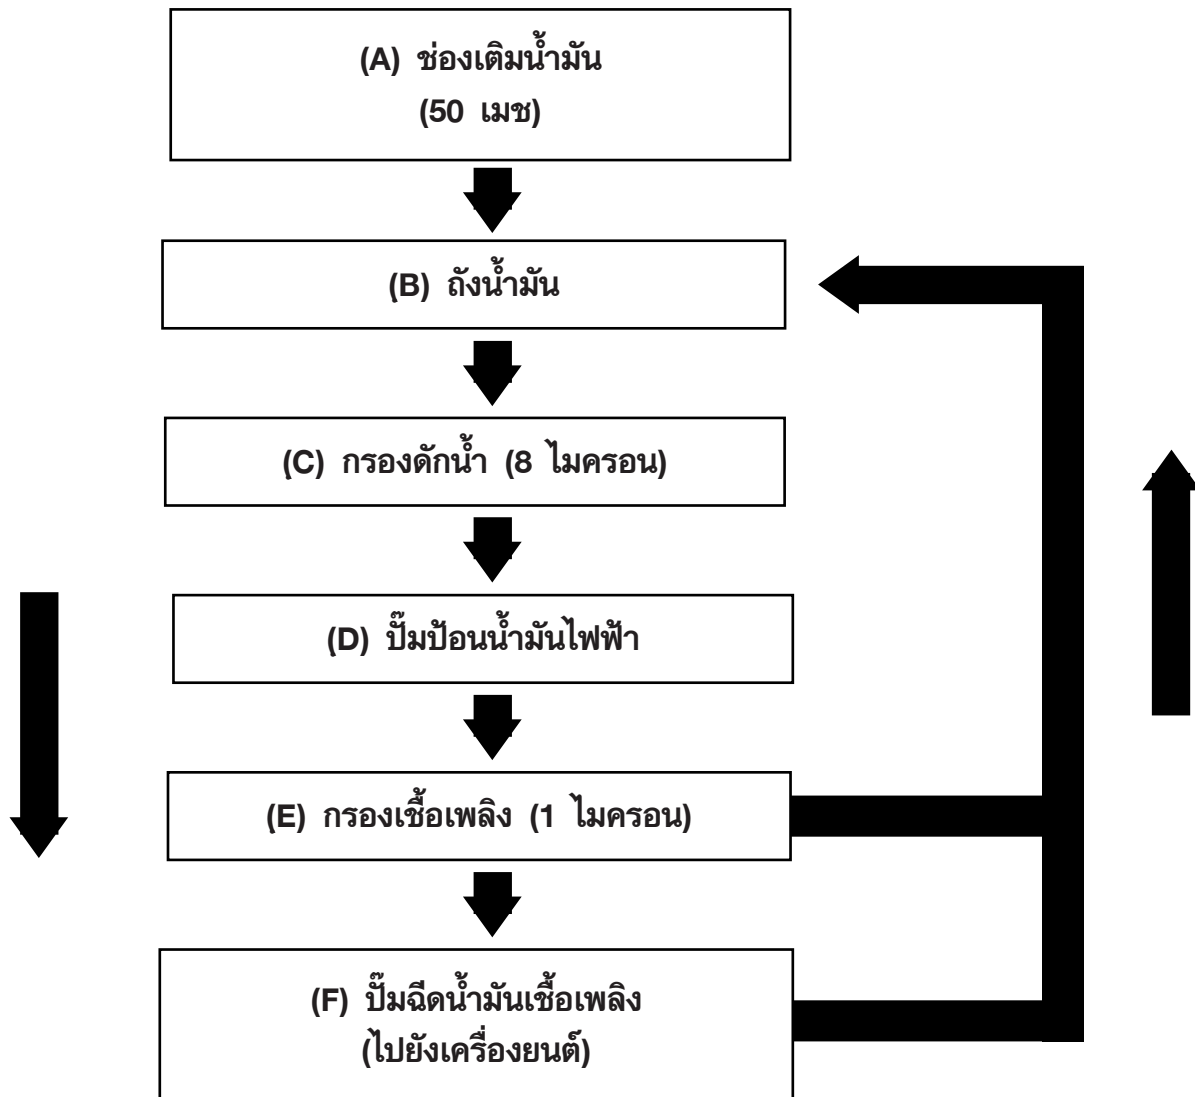 (A) ช่องเติมน้ำมัน
(50 เมช)
(B) ถังน้ำมัน
(C) กรองดักน้ำ (8 ไมครอน)
(D) ปั๊มป้อนน้ำมันไฟฟ้า
(E) กรองเชื้อเพลิง (1 ไมครอน)
(F) ปั๊มฉีดน้ำมันเชื้อเพลิง
(ไปยังเครื่องยนต์)